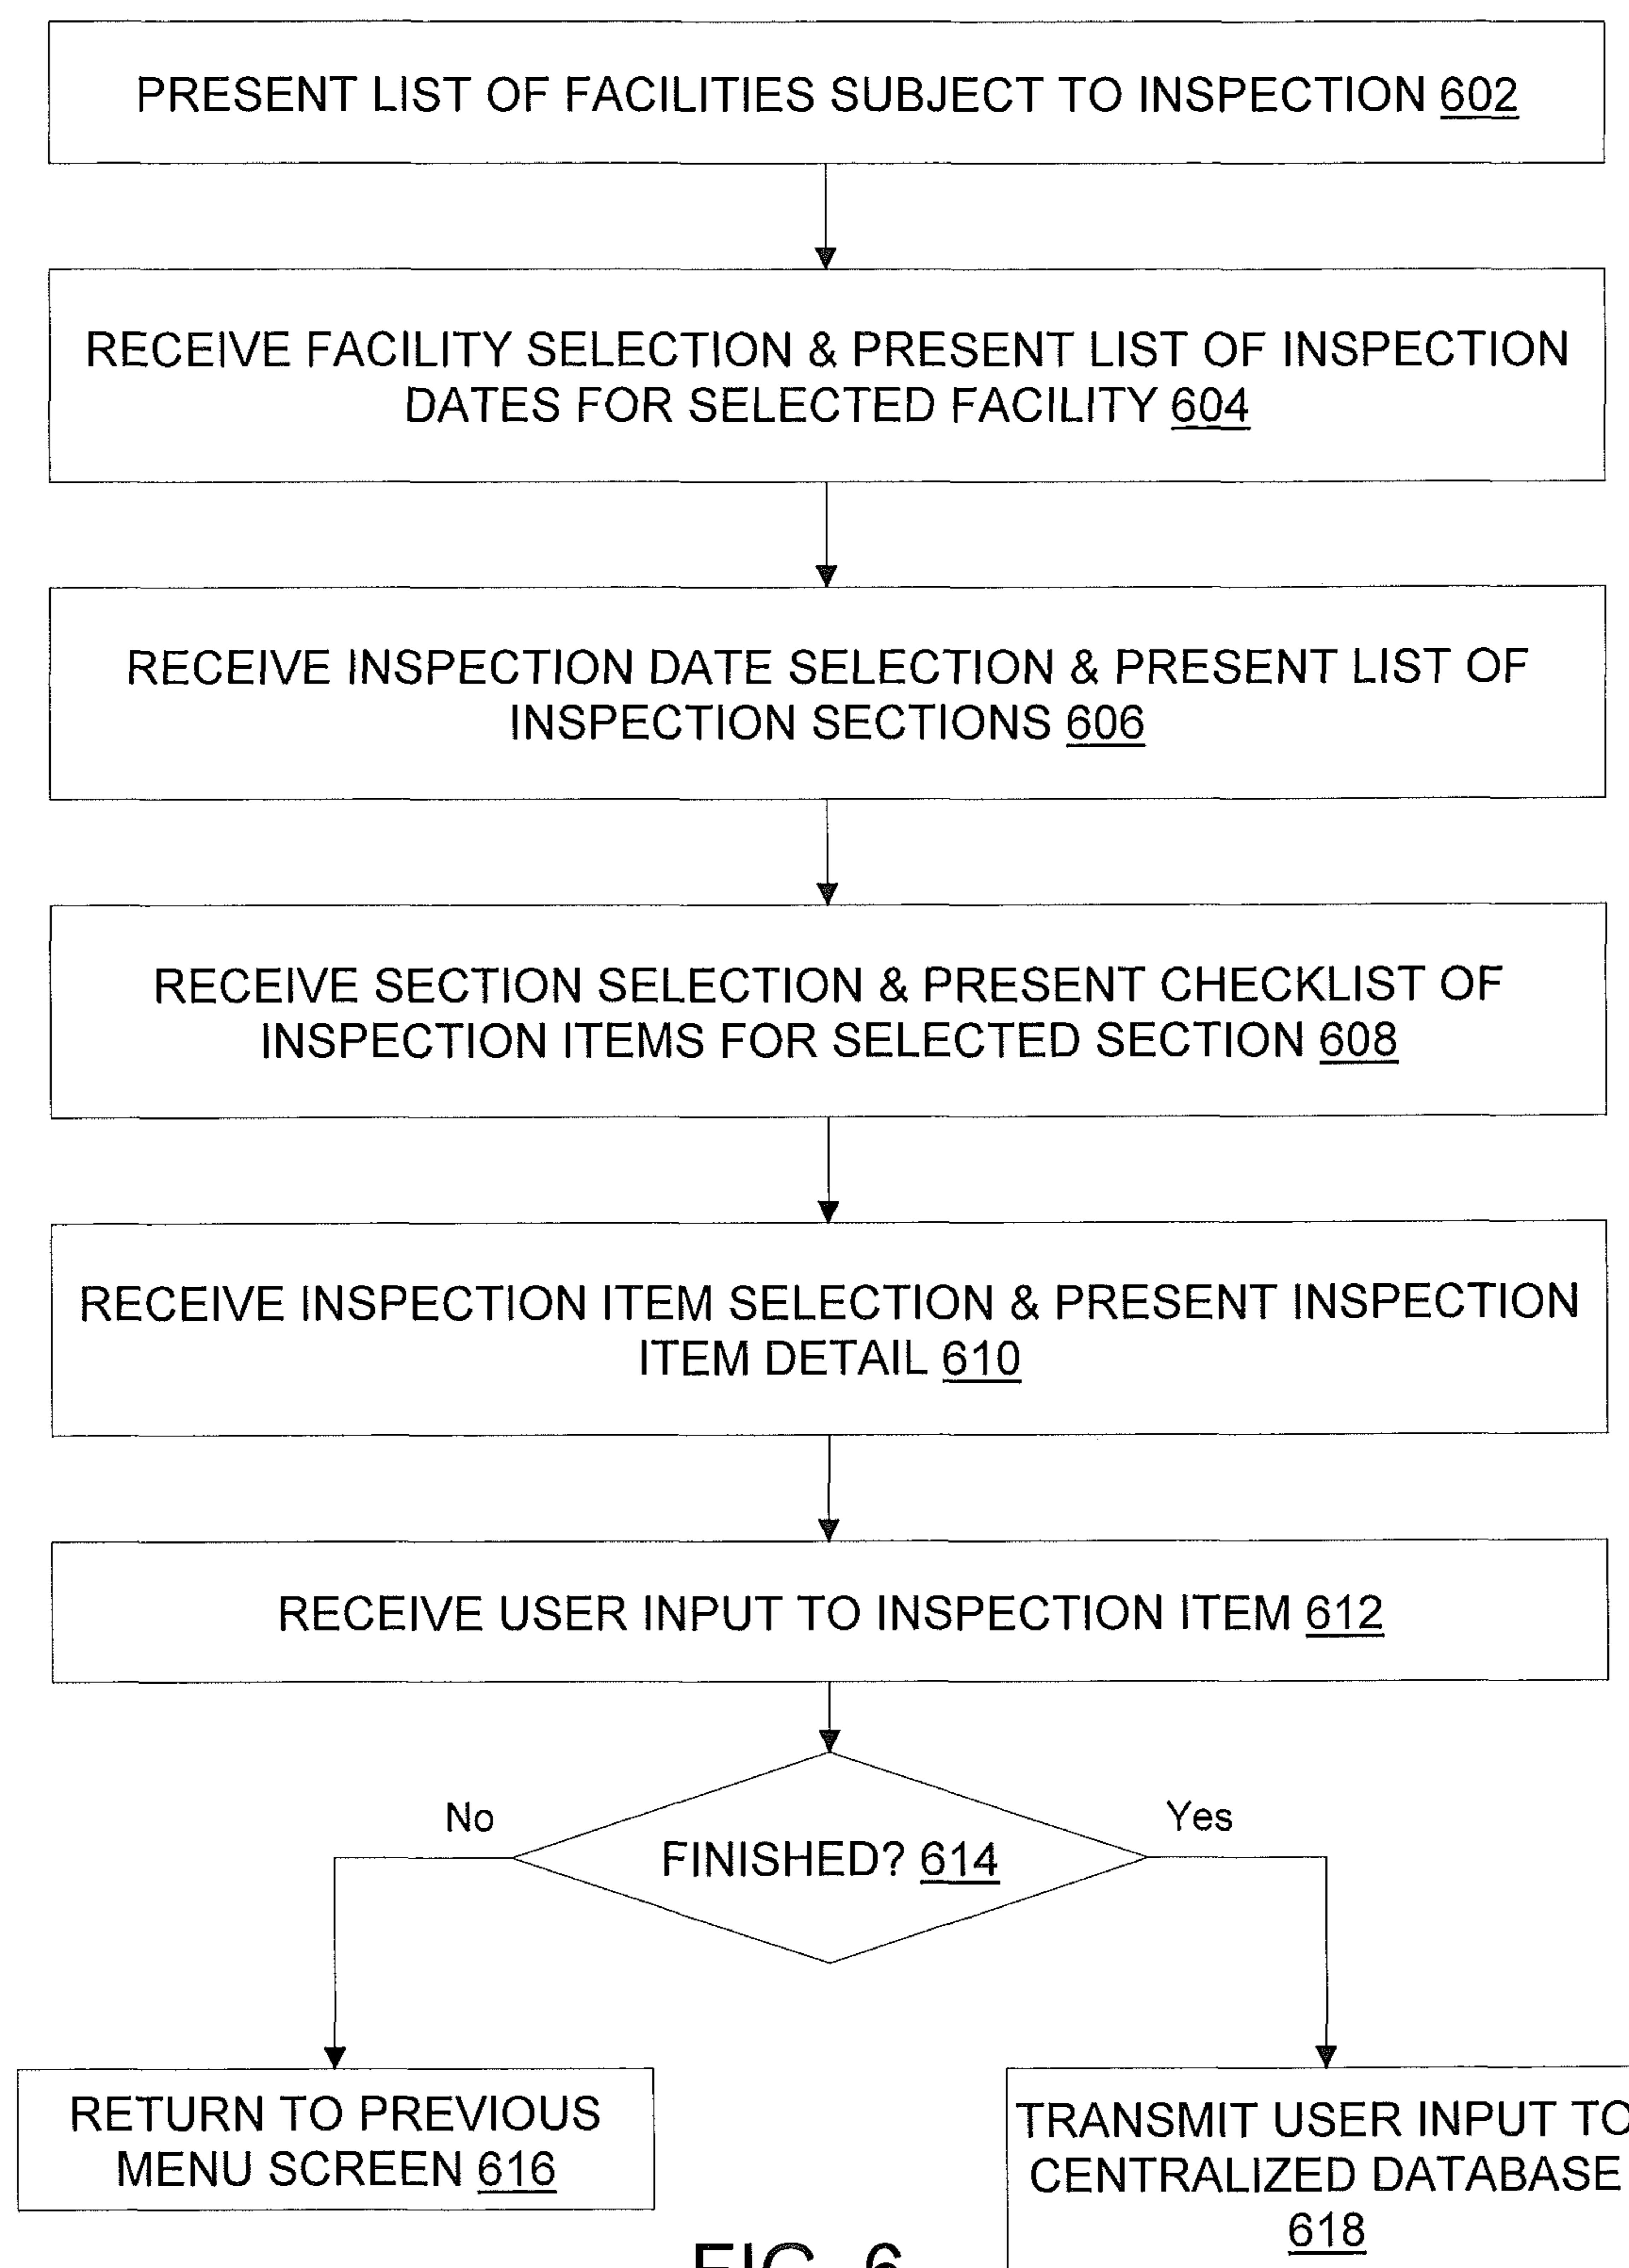 PRESENT LIST OF FACILITIES SUBJECT TO INSPECTION 602
RECEIVE FACILITY SELECTION & PRESENT LIST OF INSPECTION
DATES FOR SELECTED FACILITY 604
RECEIVE INSPECTION DATE SELECTION & PRESENT LIST OF
INSPECTION SECTIONS 606
RECEIVE SECTION SELECTION & PRESENT CHECKLIST OF
INSPECTION ITEMS FOR SELECTED SECTION 608
RECEIVE INSPECTION ITEM SELECTION & PRESENT INSPECTION
ITEM DETAIL 610
RECEIVE USER INPUT TO INSPECTION ITEM 612
No
Yes
FINISHED? 614
RETURN TO PREVIOUS
MENU SCREEN 616
TRANSMIT USER INPUT TO
CENTRALIZED DATABASE
618
FIG. 6